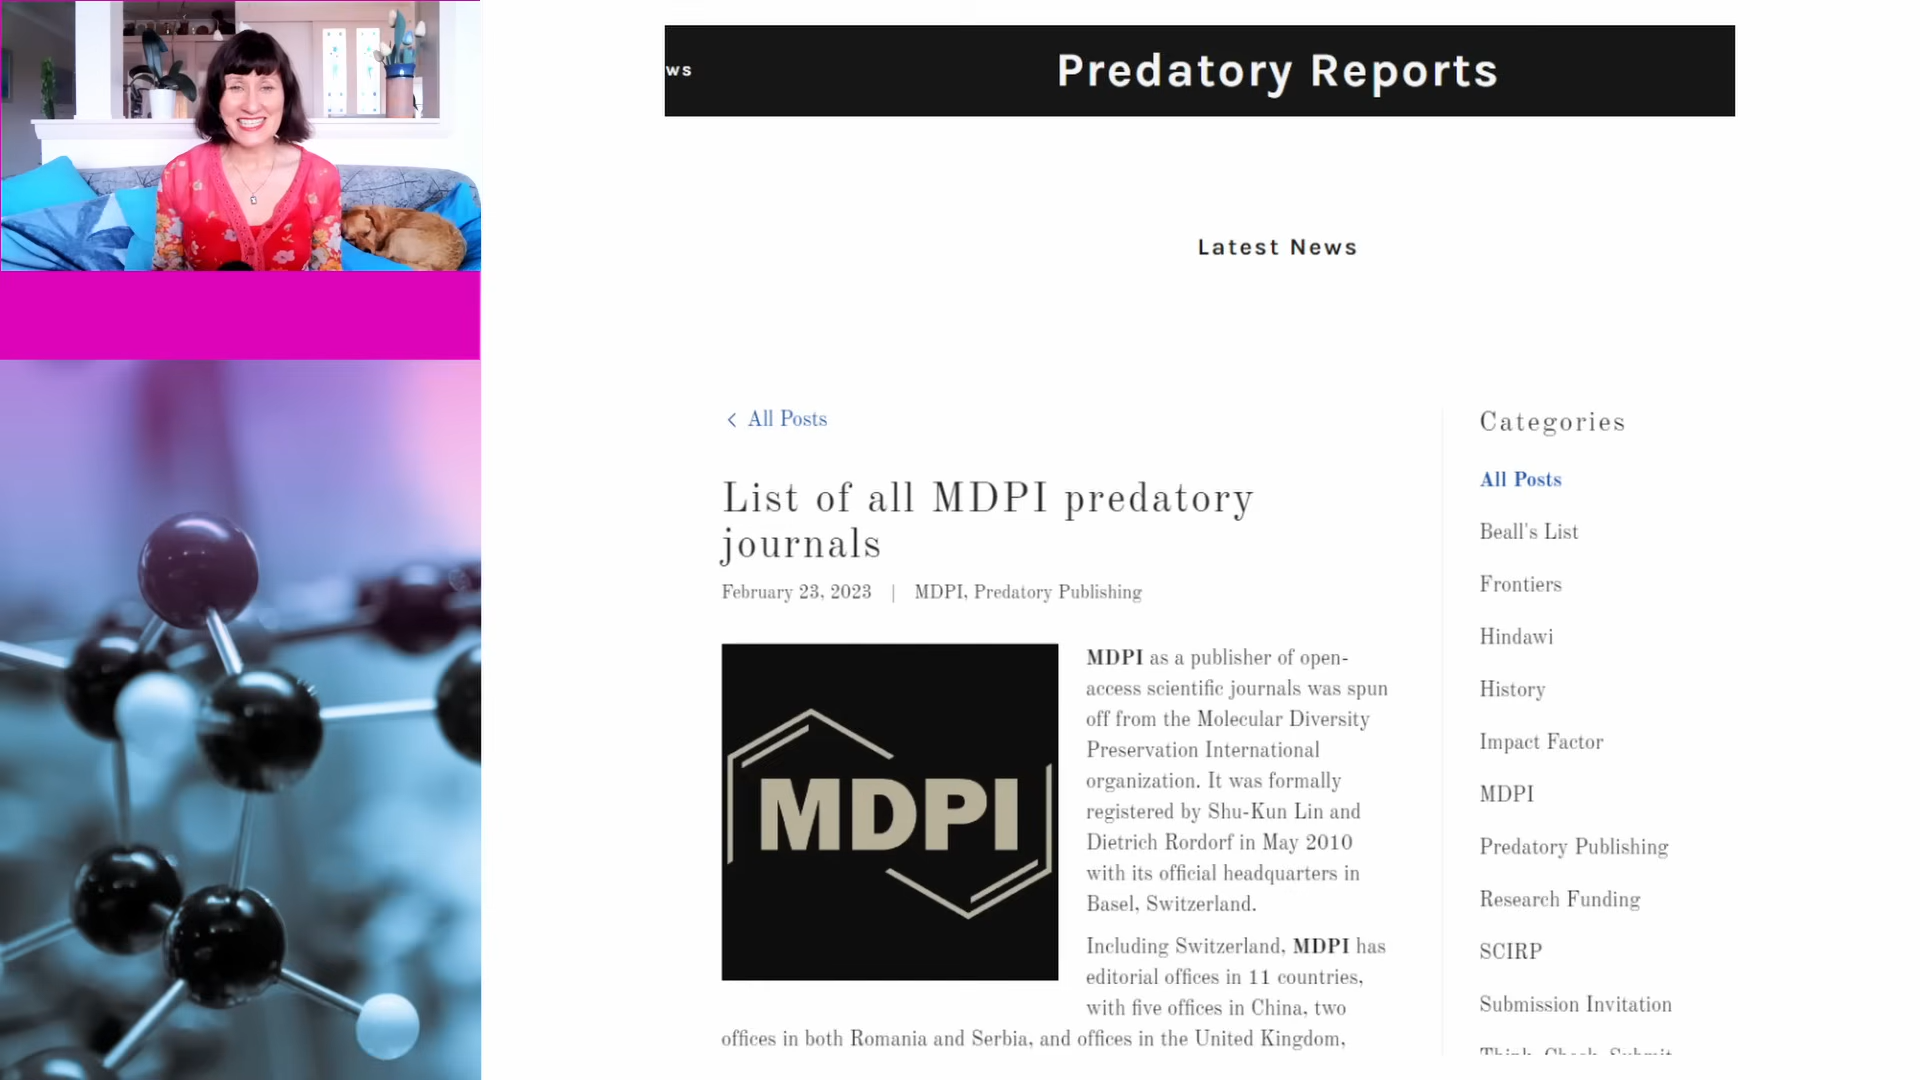 ws
Predatory Reports
Latest News
All Posts
List of all MDPI predatory
journals
February 23, 2023 | MDPI, Predatory Publishing
MDPI
MDPI as a publisher of open-
access scientific journals was spun
off from the Molecular Diversity
Preservation International
organization. It was formally
registered by Shu-Kun Lin and
Dietrich Rordorf in May 2010
with its official headquarters in
Basel, Switzerland.
Including Switzerland, MDPI has
editorial offices in 11 countries,
with five offices in China, two
offices in both Romania and Serbia, and offices in the United Kingdom,
Categories
All Posts
Beall's List
Frontiers
Hindawi
History
Impact Factor
MDPI
Predatory Publishing
Research Funding
SCIRP
Submission Invitation
Think. Check. Submit